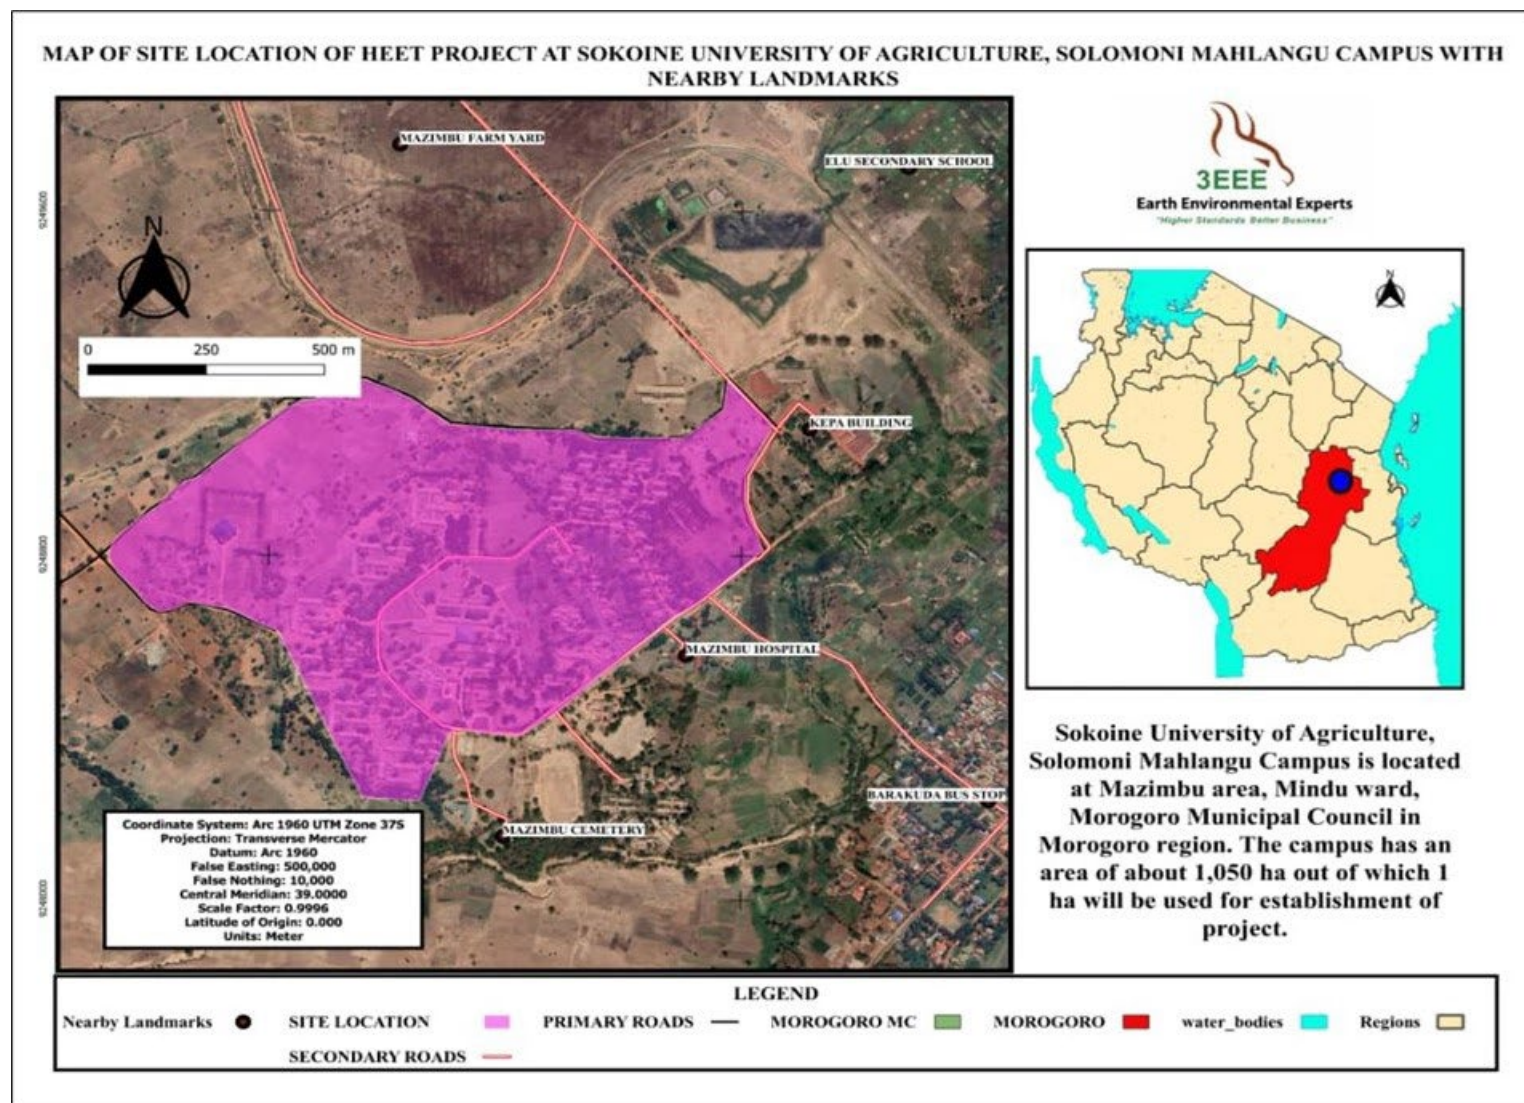 MAP OF SITE LOCATION OF HEET PROJECT AT SOKOINE UNIVERSITY OF AGRICULTURE, SOLOMONI MAHLANGU CAMPUS WITH
NEARBY LANDMARKS
MAZIMBU FARM YARD
ELU SECONDARY SCHOOL
9249600
N
0 250 500 m
KEPA BUILDING
9248800
MAZIMBU HOSPITAL
BARAKUDA BUS STOP
MAZIMBU CEMETERY
9248000
Coordinate System: Arc 1960 UTM Zone 37S
Projection: Transverse Mercator
Datum: Arc 1960
False Easting: 500,000
False Nothing: 10,000
Central Meridian: 39.0000
Scale Factor: 0.9996
Latitude of Origin: 0.000
Units: Meter
3EEE
Earth Environmental Experts
"Higher Standards Better Business"
N
Sokoine University of Agriculture,
Solomoni Mahlangu Campus is located
at Mazimbu area, Mindu ward,
Morogoro Municipal Council in
Morogoro region. The campus has an
area of about 1,050 ha out of which 1
ha will be used for establishment of
project.
LEGEND
Nearby Landmarks SITE LOCATION PRIMARY ROADS MOROGORO MC MOROGORO water_bodies Regions
SECONDARY ROADS